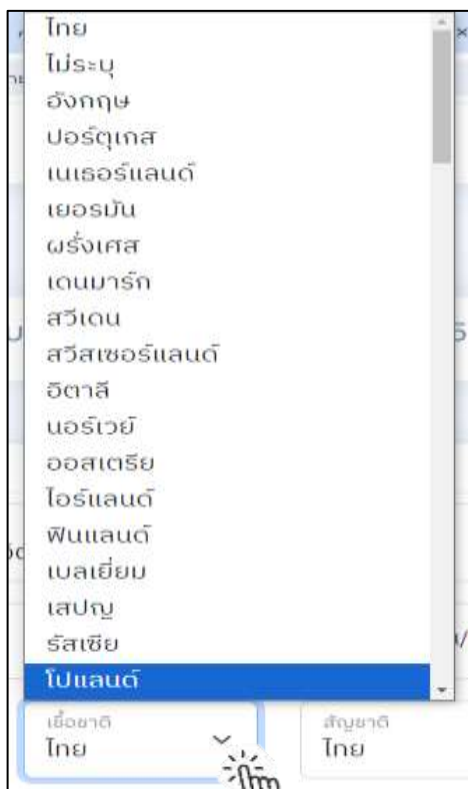 ไทย
ไม่ระบุ
อังกฤษ
ปอร์ตุเกส
เนเธอร์แลนด์
เยอรมัน
ฝรั่งเศส
เดนมาร์ก
สวีเดน
สวีสเซอร์แลนด์
อิตาลี
นอร์เวย์
ออสเตรีย
ไอร์แลนด์
ฟินแลนด์
เบลเยี่ยม
เสปญ
รัสเซีย
โปแลนด์
เชื้อชาติ
ไทย
สัญชาติ
ไทย